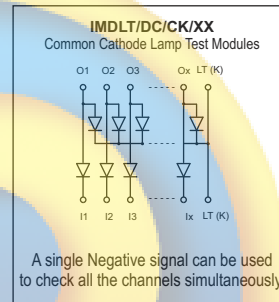 IMDLT/DC/CK/XX
Common Cathode Lamp Test Modules
O1 O2 O3 Ox LT (K)
I1 I2 I3 Ix LT (K)
A single Negative signal can be used
to check all the channels simultaneously